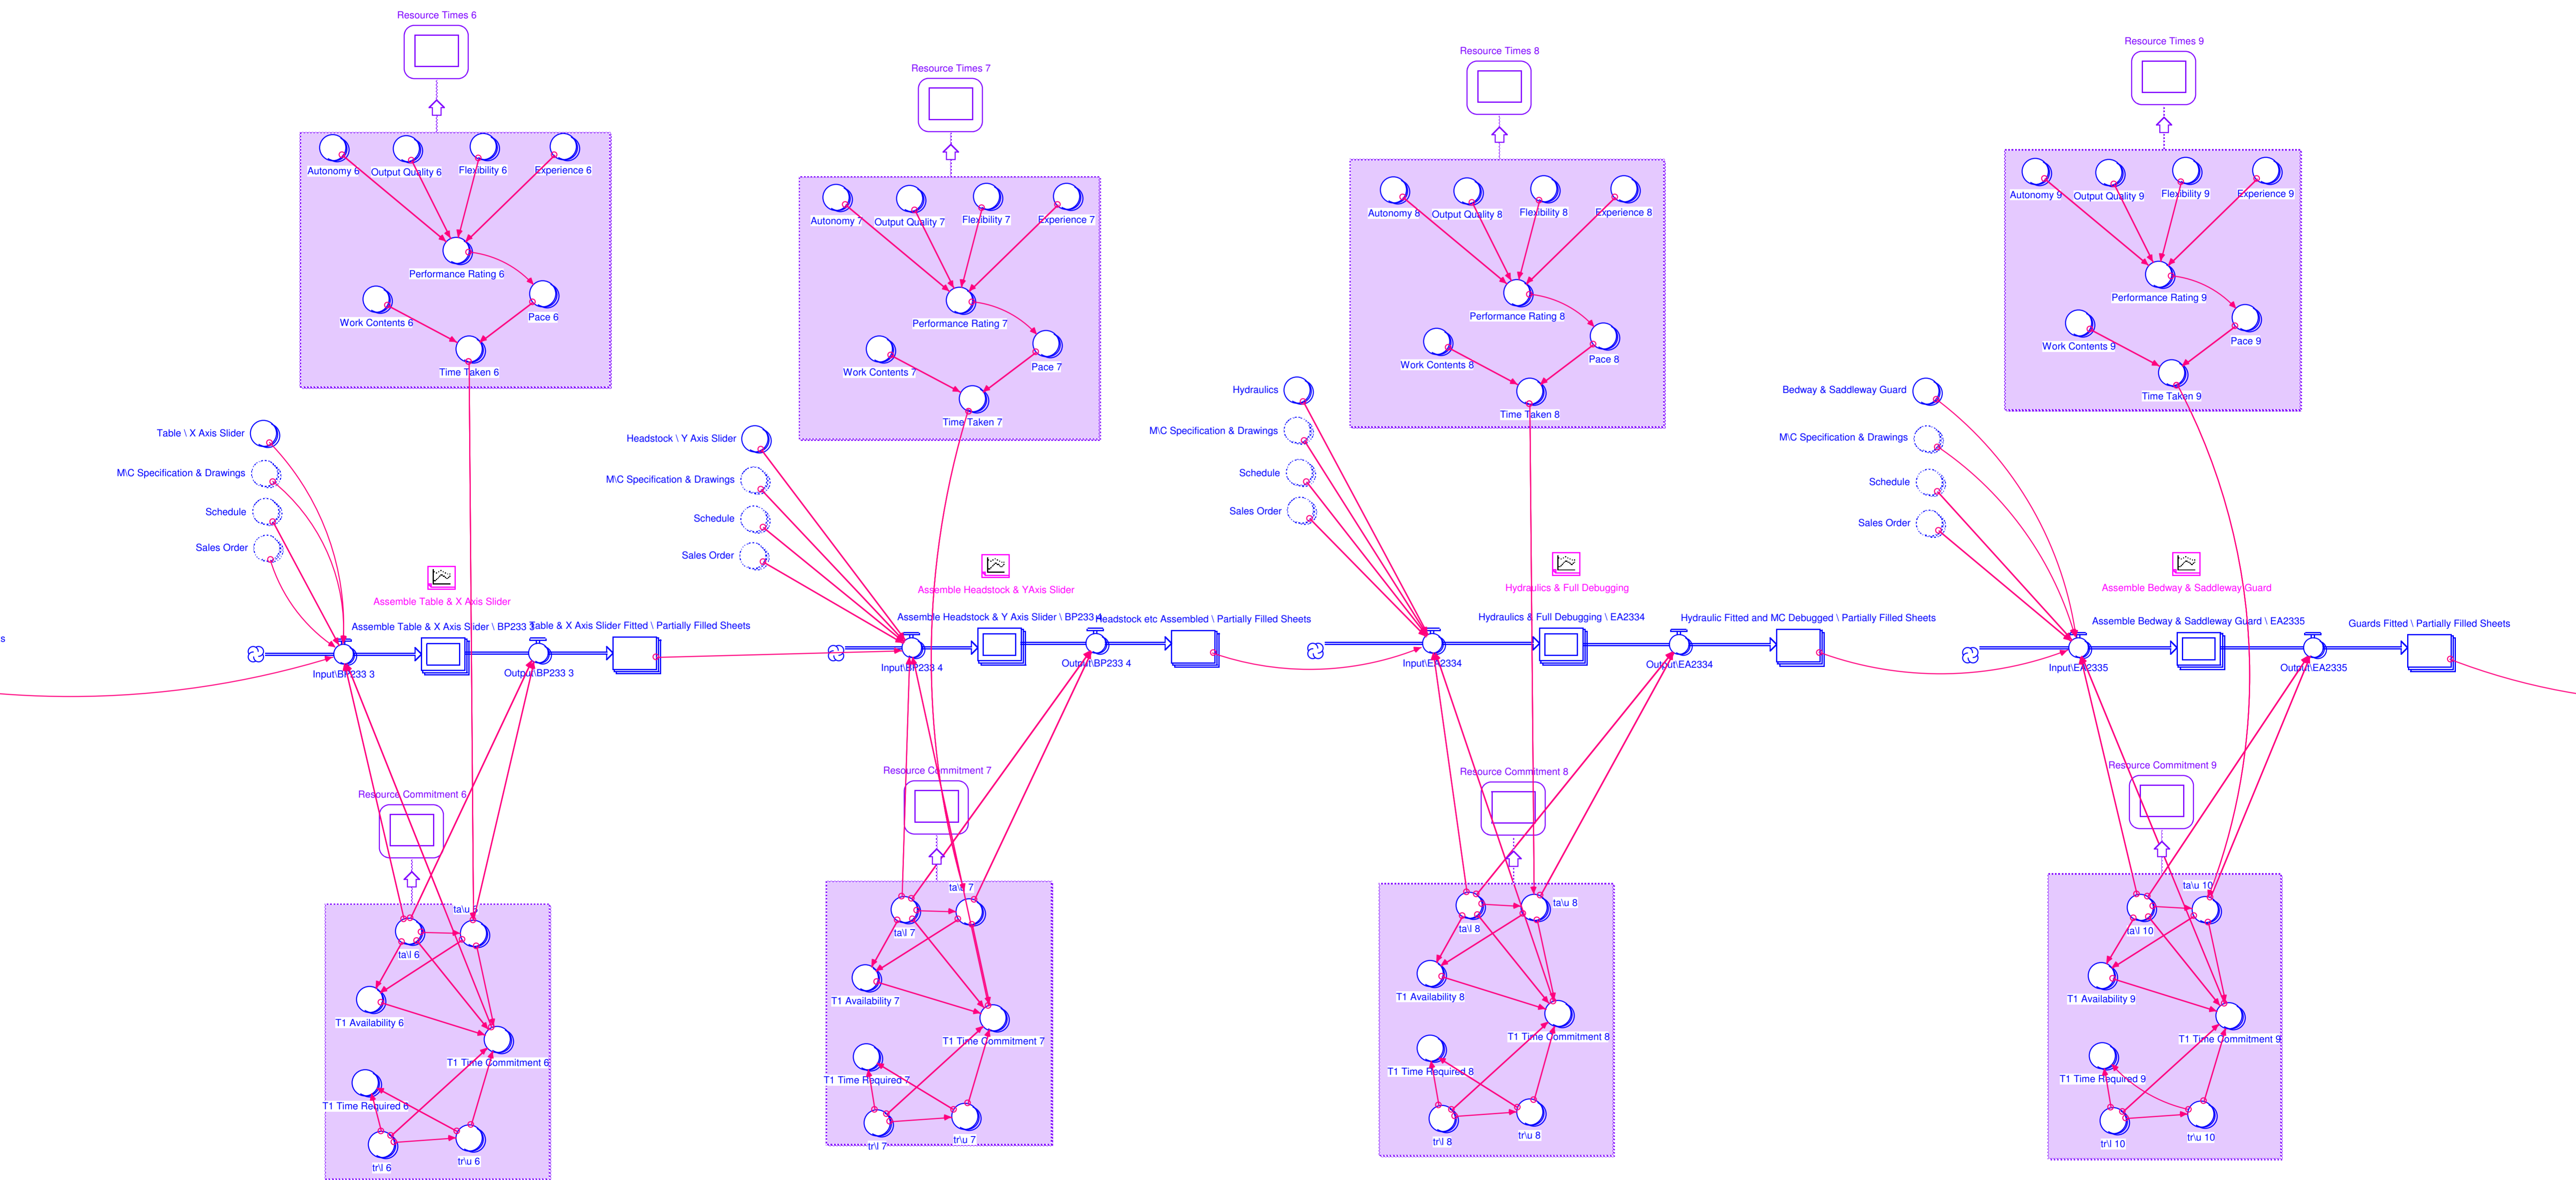 Resource Times 6
Autonomy 6
Output Quality 6
Flexibility 6
Experience 6
Performance Rating 6
Work Contents 6
Pace 6
Time Taken 6
Table \ X Axis Slider
M\C Specification & Drawings
Schedule
Sales Order
Assemble Table & X Axis Slider
Assemble Table & X Axis Slider \ BP233 3
Table & X Axis Slider Fitted \ Partially Filled Sheets
s
Input\BP233 3
Output\BP233 3
Resource Commitment 6
ta\l 6
T1 Availability 6
T1 Time Commitment 6
T1 Time Required 6
tr\l 6
tr\u 6
Resource Times 7
Autonomy 7
Output Quality 7
Flexibility 7
Experience 7
Performance Rating 7
Work Contents 7
Pace 7
Time Taken 7
Headstock \ Y Axis Slider
M\C Specification & Drawings
Schedule
Sales Order
Assemble Headstock & YAxis Slider
Assemble Headstock & Y Axis Slider \ BP233 4
Headstock etc Assembled \ Partially Filled Sheets
Input\BP233 4
Output\BP233 4
Resource Commitment 7
ta\u 7
ta\l 7
T1 Availability 7
T1 Time Commitment 7
T1 Time Required 7
tr\l 7
tr\u 7
Resource Times 8
Autonomy 8
Output Quality 8
Flexibility 8
Experience 8
Performance Rating 8
Work Contents 8
Pace 8
Time Taken 8
Hydraulics
M\C Specification & Drawings
Schedule
Sales Order
Hydraulics & Full Debugging
Hydraulics & Full Debugging \ EA2334
Hydraulic Fitted and MC Debugged \ Partially Filled Sheets
Input\EA2334
Output\EA2334
Resource Commitment 8
ta\u 8
ta\l 8
T1 Availability 8
T1 Time Commitment 8
T1 Time Required 8
tr\l 8
tr\u 8
Resource Times 9
Autonomy 9
Output Quality 9
Flexibility 9
Experience 9
Performance Rating 9
Work Contents 9
Pace 9
Time Taken 9
Bedway & Saddleway Guard
M\C Specification & Drawings
Schedule
Sales Order
Assemble Bedway & Saddleway Guard
Assemble Bedway & Saddleway Guard \ EA2335
Guards Fitted \ Partially Filled Sheets
Input\EA2335
Output\EA2335
Resource Commitment 9
ta\u 10
ta\l 10
T1 Availability 9
T1 Time Commitment 9
T1 Time Required 9
tr\l 10
tr\u 10